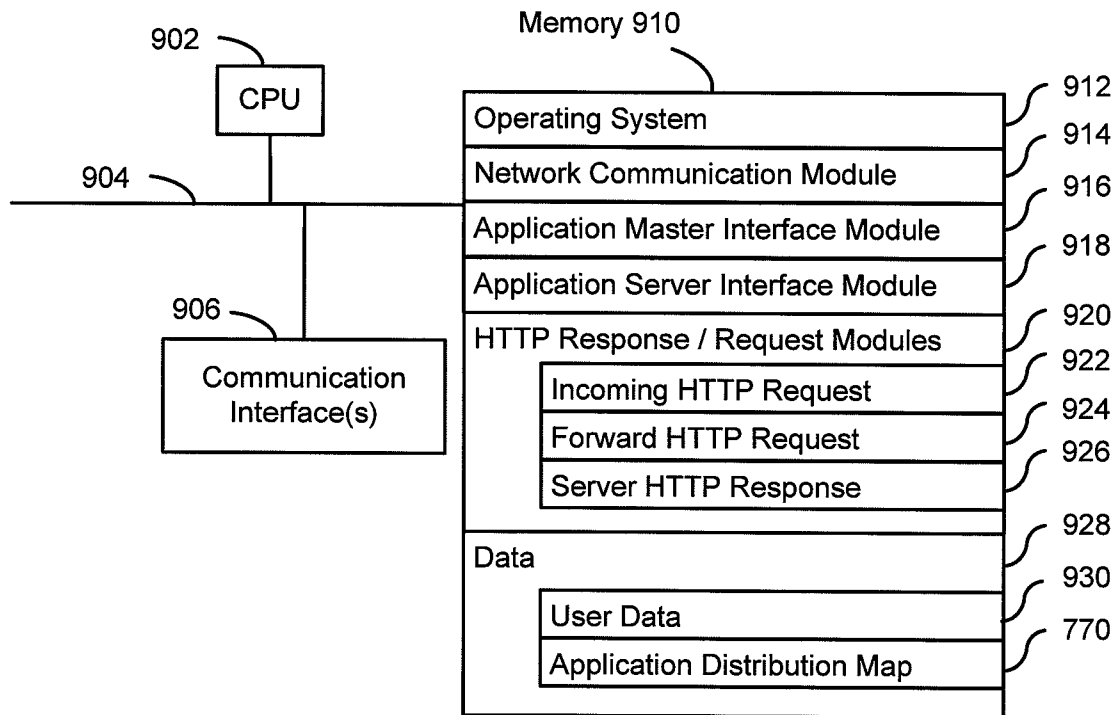 Memory 910
902
CPU
912
Operating System
914
Network Communication Module
904
916
Application Master Interface Module
918
Application Server Interface Module
906
920
HTTP Response / Request Modules
Communication
Interface(s)
922
Incoming HTTP Request
924
Forward HTTP Request
926
Server HTTP Response
928
Data
930
User Data
770
Application Distribution Map